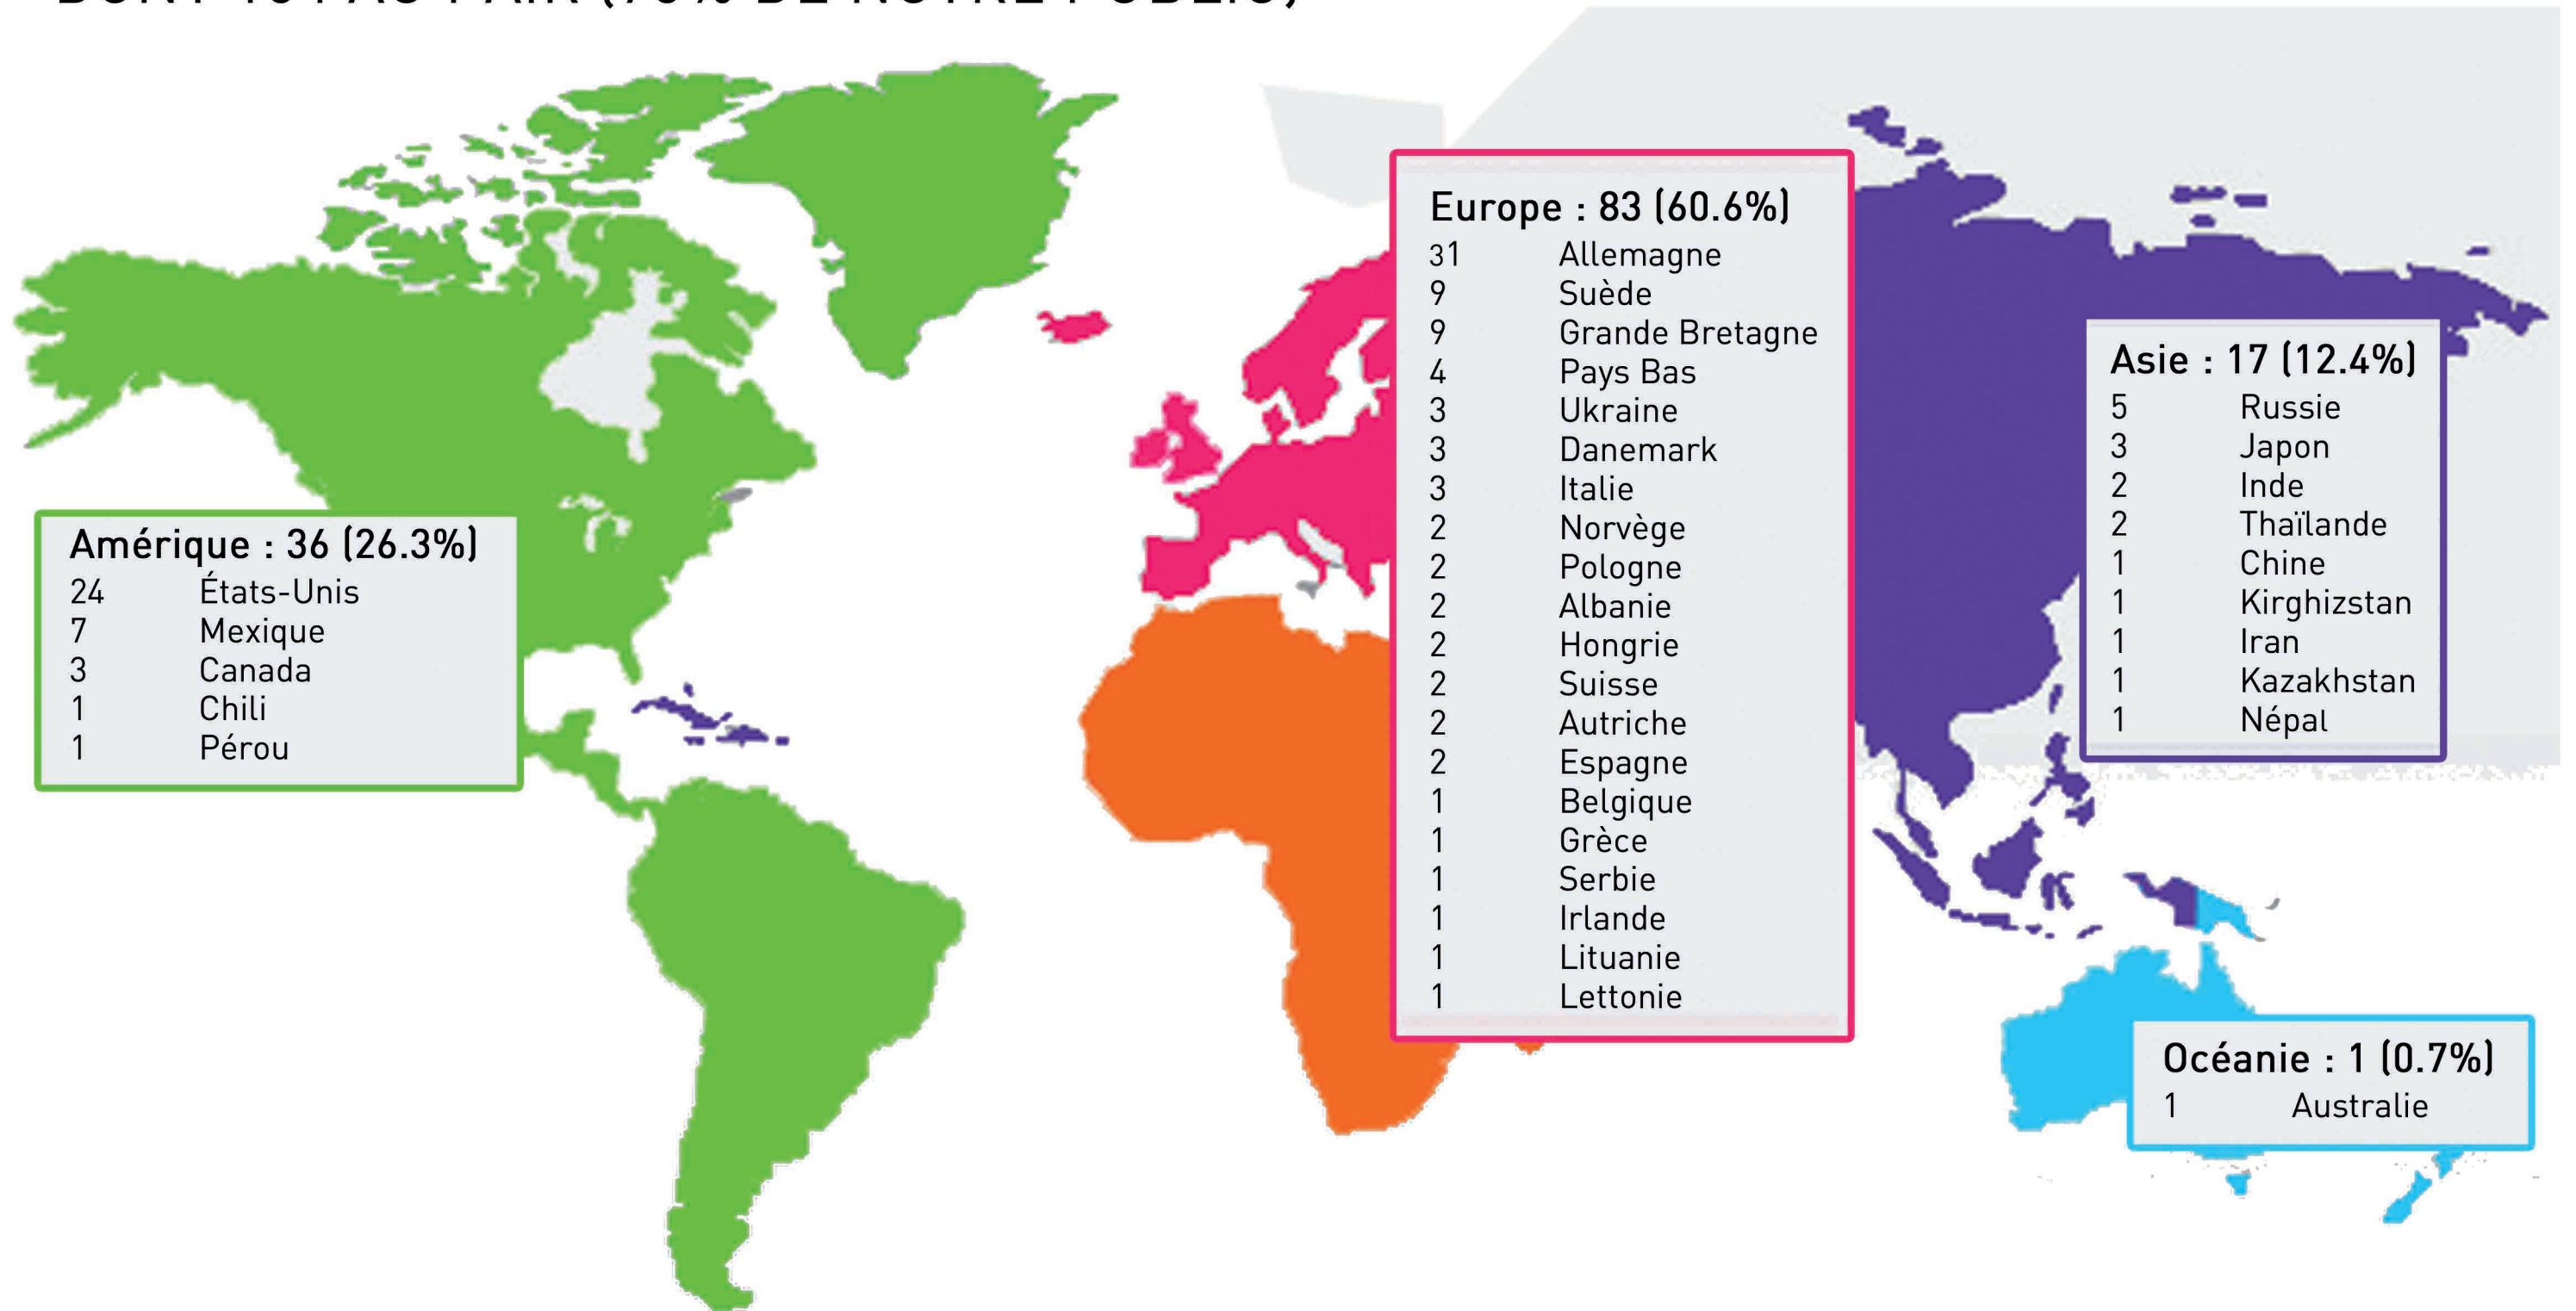 Europe : 83 (60.6%)
31 Allemagne
9 Suède
9 Grande Bretagne
4 Pays Bas
3 Ukraine
3 Danemark
3 Italie
2 Norvège
2 Pologne
2 Albanie
2 Hongrie
2 Suisse
2 Autriche
2 Espagne
1 Belgique
1 Grèce
1 Serbie
1 Irlande
1 Lituanie
1 Lettonie
Asie : 17 (12.4%)
5 Russie
3 Japon
2 Inde
2 Thaïlande
1 Chine
1 Kirghizstan
1 Iran
1 Kazakhstan
1 Népal
Amérique : 36 (26.3%)
24 États-Unis
7 Mexique
3 Canada
1 Chili
1 Pérou
Océanie : 1 (0.7%)
1 Australie